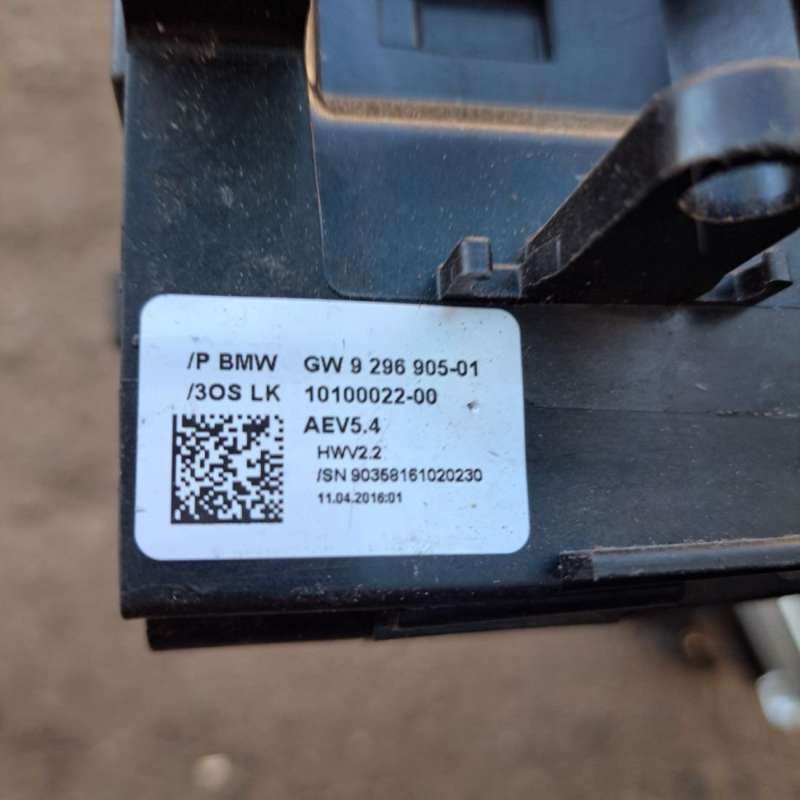 /P BMW GW 9 296 905-01
/3OS LK 10100022-00
AEV5.4
HWV2.2
/SN 90358161020230
11.04.2016:01